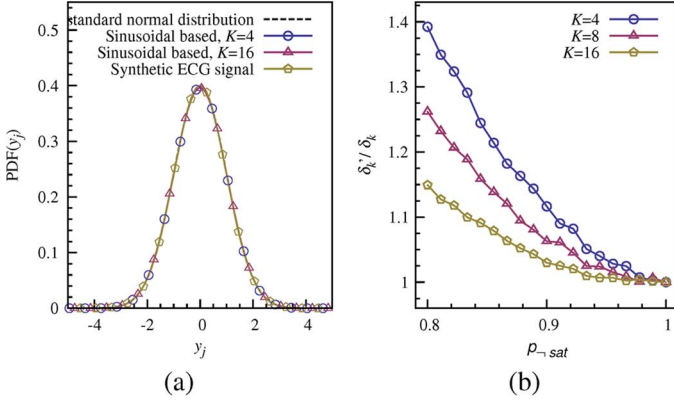 standard normal distribution
Sinusoidal based, K=4
Sinusoidal based, K=16
Synthetic ECG signal
0.5
0.4
0.3
0.2
0.1
0
-4 -2 0 2 4
PDF(yj)
yj
(a)
K=4
K=8
K=16
1.4
1.3
1.2
1.1
1
0.8 0.9 1
δk'/ δk
p¬ sat
(b)